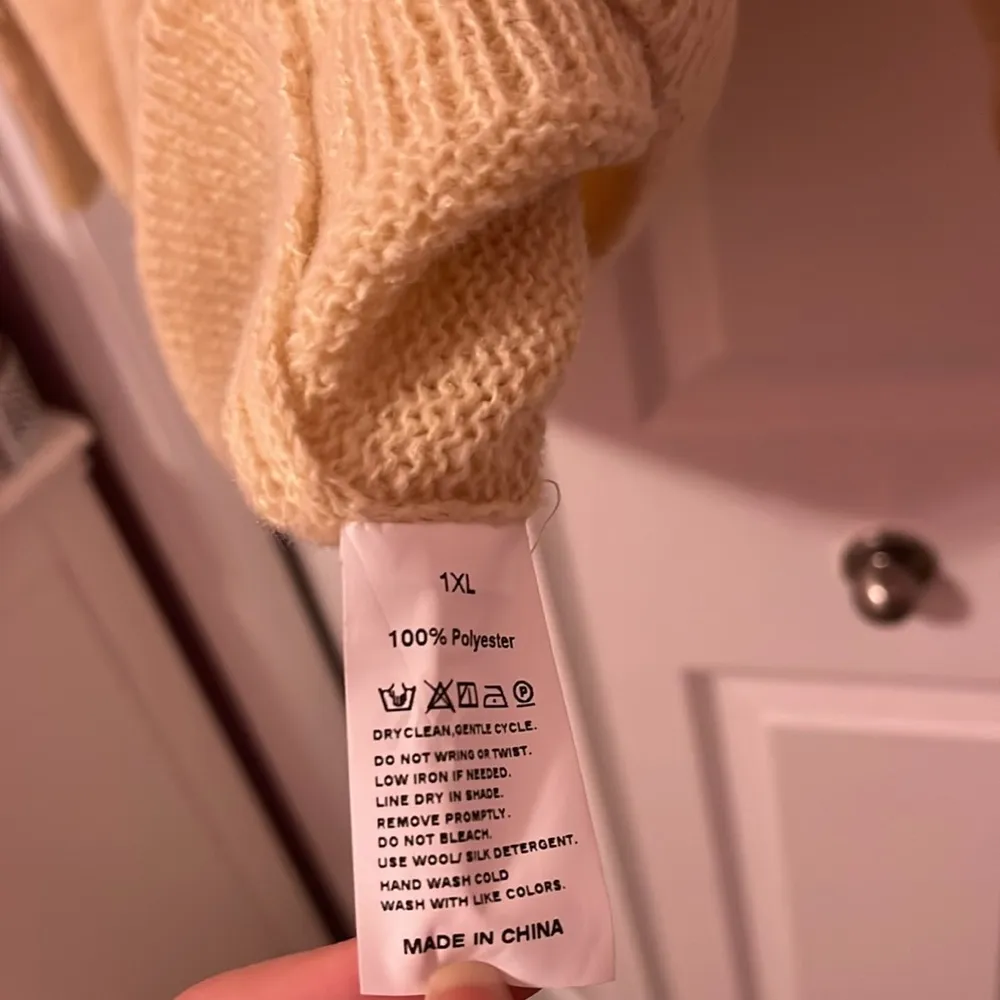 1XL
100% Polyester
P
DRYCLEAN,GENTLE CYCLE.
DO NOT WRING OR TWIST.
LOW IRON IF NEEDED.
LINE DRY IN SHADE.
REMOVE PROMPTLY.
DO NOT BLEACH.
USE WOOL/ SILK DETERGENT.
HAND WASH COLD
WASH WITH LIKE COLORS.
MADE IN CHINA